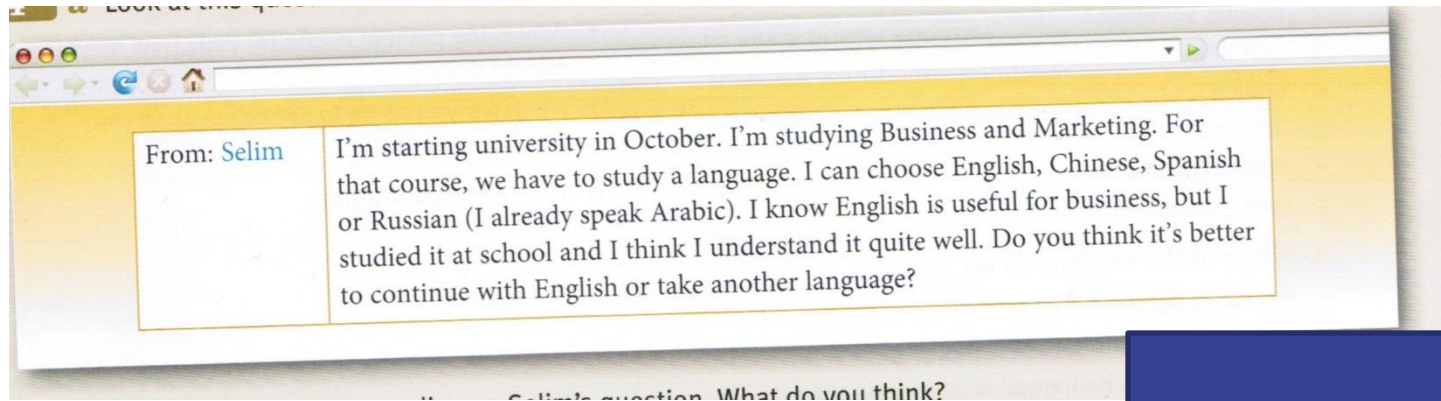 a Look at this
From: Selim
I'm starting university in October. I'm studying Business and Marketing. For
that course, we have to study a language. I can choose English, Chinese, Spanish
or Russian (I already speak Arabic). I know English is useful for business, but I
studied it at school and I think I understand it quite well. Do you think it's better
to continue with English or take another language?
Selim's question. What do you think?